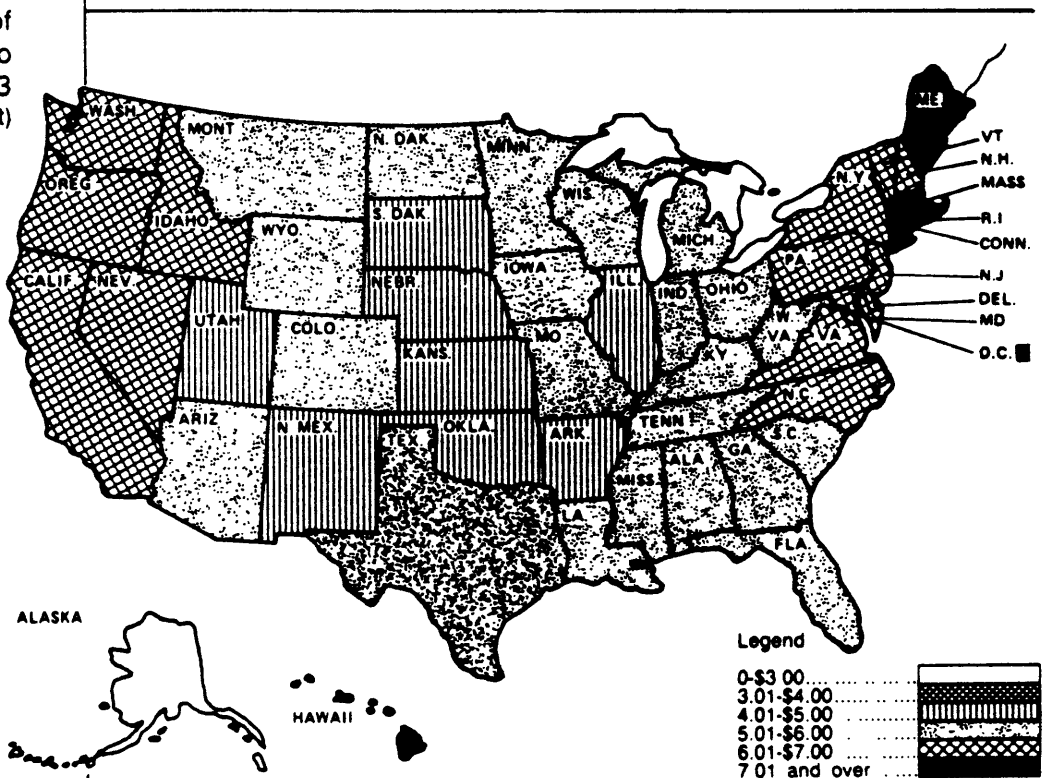 of
o
3
t)
WASH.
MONT
N. DAK.
MINN.
ME
VT
N.H.
MASS
R.I
CONN.
N.J
DEL.
MD
D.C.
OREG
IDAHO
WYO.
S. DAK.
WIS.
MICH.
N.Y.
PA
CALIF.
NEV.
UTAH
COLO.
NEBR.
IOWA
ILL.
IND
OHIO
W.
VA.
VA.
KANS.
MO
KY
N.C.
ARIZ
N MEX.
OKLA.
ARK.
TENN
S.C.
TEX
LA.
MISS.
ALA
GA
FLA.
ALASKA
HAWAII
Legend
0-$3 00
3.01-$4.00
4.01-$5.00
5.01-$6.00
6.01-$7.00
7 01 and over